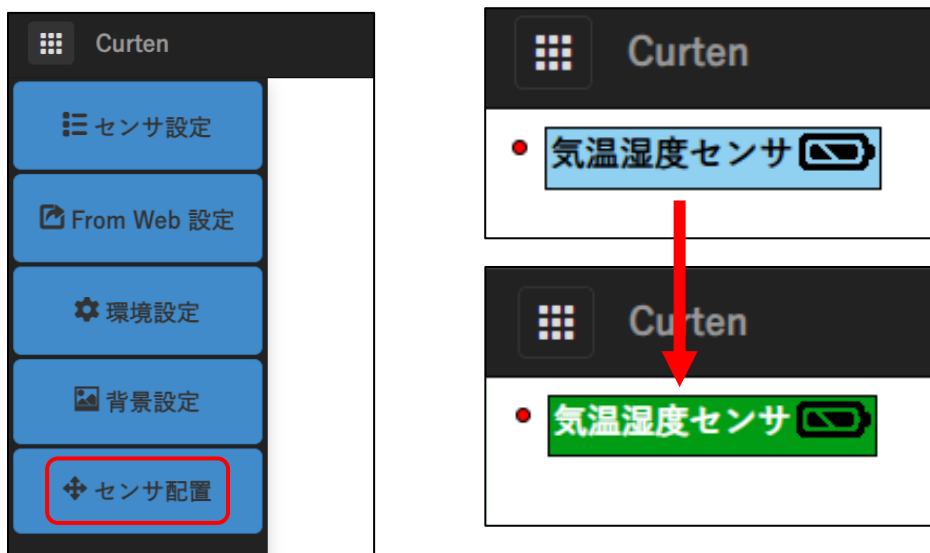 Curten
センサ設定
From Web 設定
環境設定
背景設定
センサ配置
Curten
気温湿度センサ
Curten
気温湿度センサ